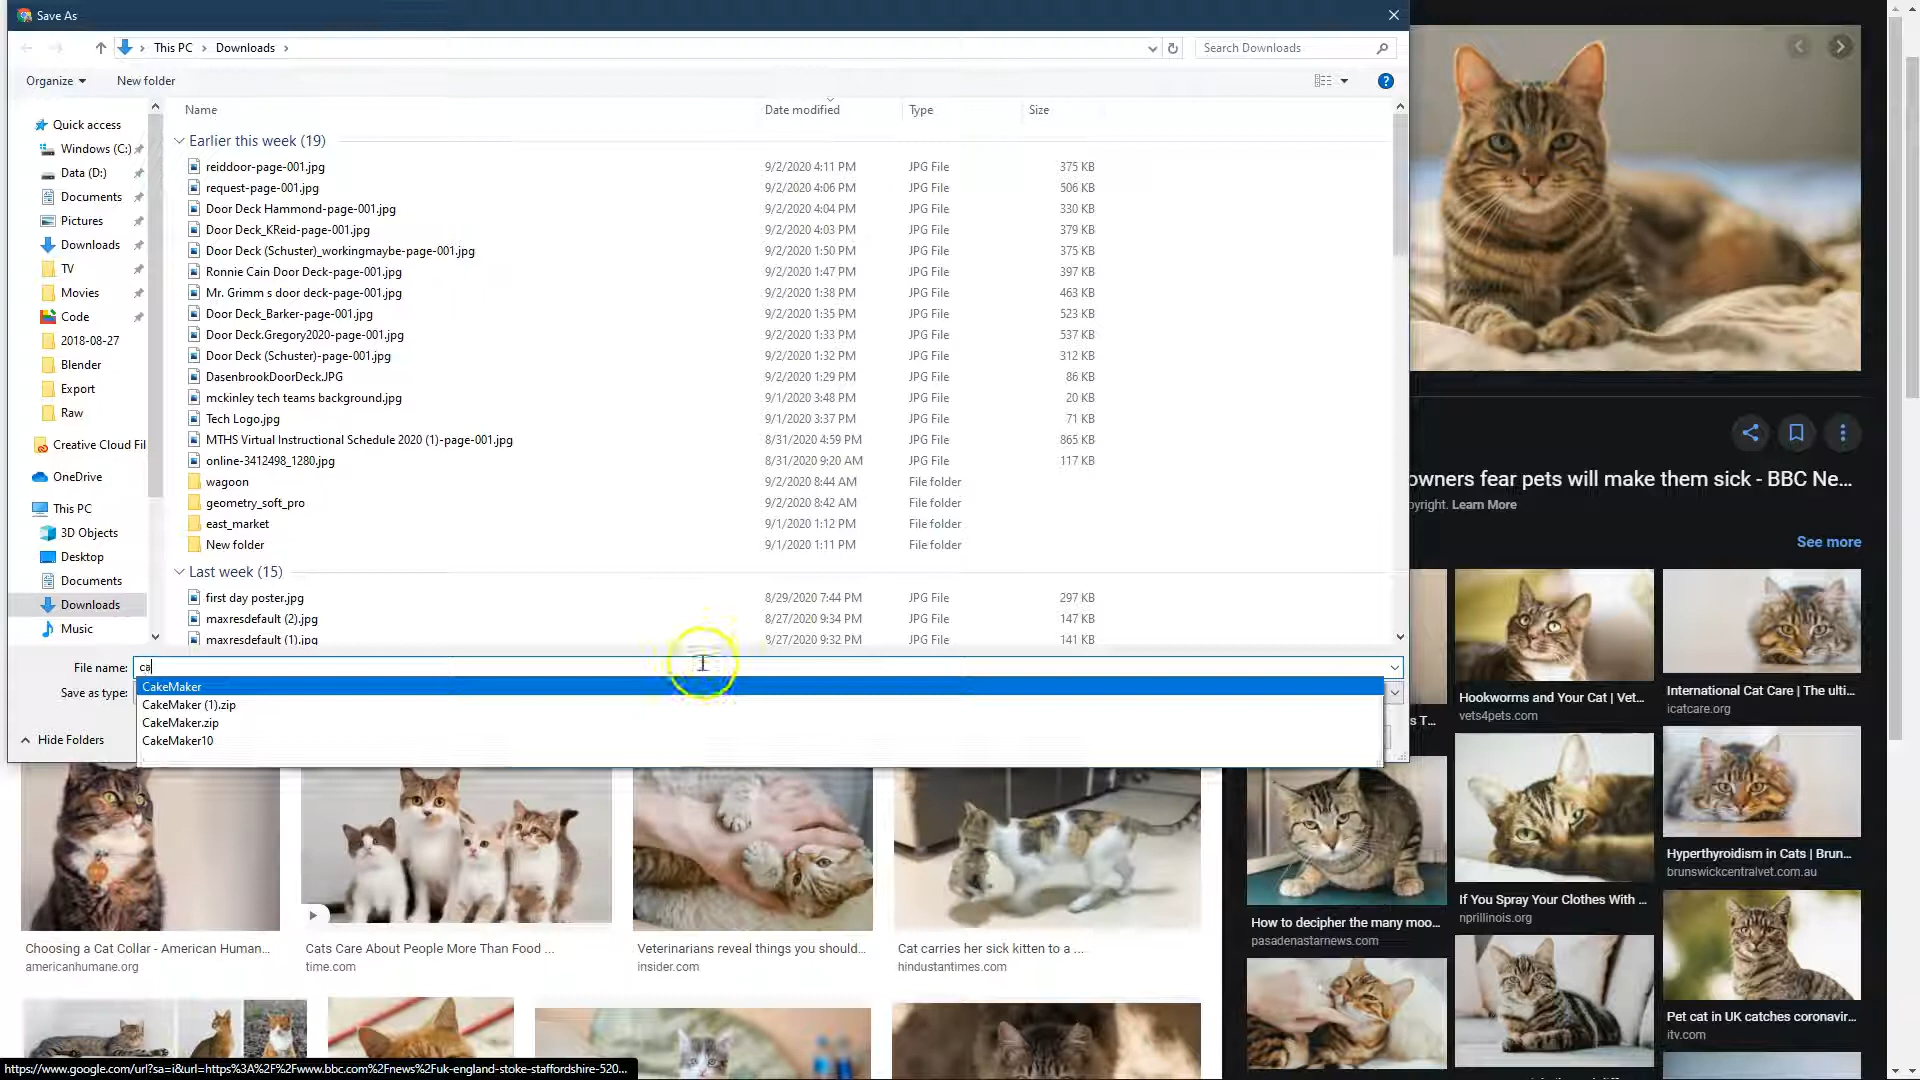 Save As
This PC > Downloads >
Search Downloads
Organize
New folder
Name
Date modified
Type
Size
Quick access
Windows (C:)
Data (D:)
Documents
Pictures
Downloads
TV
Movies
Code
2018-08-27
Blender
Export
Raw
Creative Cloud Fil
OneDrive
This PC
3D Objects
Desktop
Documents
Downloads
Music
Earlier this week (19)
reiddoor-page-001.jpg 9/2/2020 4:11 PM JPG File 375 KB
request-page-001.jpg 9/2/2020 4:06 PM JPG File 506 KB
Door Deck Hammond-page-001.jpg 9/2/2020 4:04 PM JPG File 330 KB
Door Deck_KReid-page-001.jpg 9/2/2020 4:03 PM JPG File 379 KB
Door Deck (Schuster)_workingmaybe-page-001.jpg 9/2/2020 1:50 PM JPG File 375 KB
Ronnie Cain Door Deck-page-001.jpg 9/2/2020 1:47 PM JPG File 397 KB
Mr. Grimm s door deck-page-001.jpg 9/2/2020 1:38 PM JPG File 463 KB
Door Deck_Barker-page-001.jpg 9/2/2020 1:35 PM JPG File 523 KB
Door Deck.Gregory2020-page-001.jpg 9/2/2020 1:33 PM JPG File 537 KB
Door Deck (Schuster)-page-001.jpg 9/2/2020 1:32 PM JPG File 312 KB
DasenbrookDoorDeck.JPG 9/2/2020 1:29 PM JPG File 86 KB
mckinley tech teams background.jpg 9/1/2020 3:48 PM JPG File 20 KB
Tech Logo.jpg 9/1/2020 3:37 PM JPG File 71 KB
MTHS Virtual Instructional Schedule 2020 (1)-page-001.jpg 8/31/2020 4:59 PM JPG File 865 KB
online-3412498_1280.jpg 8/31/2020 9:20 AM JPG File 117 KB
wagoon 9/2/2020 8:44 AM File folder
geometry_soft_pro 9/2/2020 8:42 AM File folder
east_market 9/1/2020 1:12 PM File folder
New folder 9/1/2020 1:11 PM File folder
Last week (15)
first day poster.jpg 8/29/2020 7:44 PM JPG File 297 KB
maxresdefault (2).jpg 8/27/2020 9:34 PM JPG File 147 KB
maxresdefault (1).jpg 8/27/2020 9:32 PM JPG File 141 KB
File name: ca
Save as type:
CakeMaker
CakeMaker (1).zip
CakeMaker.zip
CakeMaker10
Hide Folders
owners fear pets will make them sick - BBC Ne...
pyright. Learn More
See more
s T...
Hookworms and Your Cat | Vet...
vets4pets.com
International Cat Care | The ulti...
icatcare.org
How to decipher the many moo...
pasadenastarnews.com
If You Spray Your Clothes With ...
nprillinois.org
Hyperthyroidism in Cats | Brun...
brunswickcentralvet.com.au
Pet cat in UK catches coronavir...
itv.com
Choosing a Cat Collar - American Human...
americanhumane.org
Cats Care About People More Than Food ...
time.com
Veterinarians reveal things you should...
insider.com
Cat carries her sick kitten to a ...
hindustantimes.com
https://www.google.com/url?sa=i&url=https%3A%2F%2Fwww.bbc.com%2Fnews%2Fuk-england-stoke-staffordshire-520...